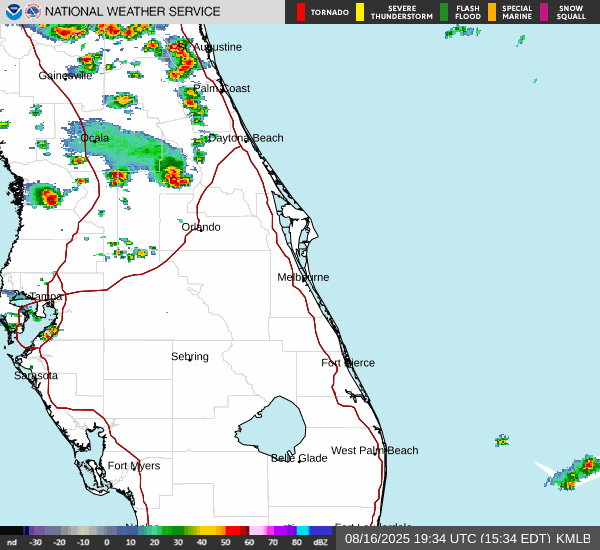 NATIONAL WEATHER SERVICE
TORNADO
SEVERE THUNDERSTORM
FLASH FLOOD
SPECIAL MARINE
SNOW SQUALL
St. Augustine
Gainesville
Palm Coast
Ocala
Daytona Beach
Orlando
Melbourne
Tampa
Sebring
Fort Pierce
Sarasota
West Palm Beach
Belle Glade
Fort Myers
Fort Lauderdale
nd -30 -20 -10 0 10 20 30 40 50 60 70 80 dBZ
08/16/2025 19:34 UTC (15:34 EDT) KMLB